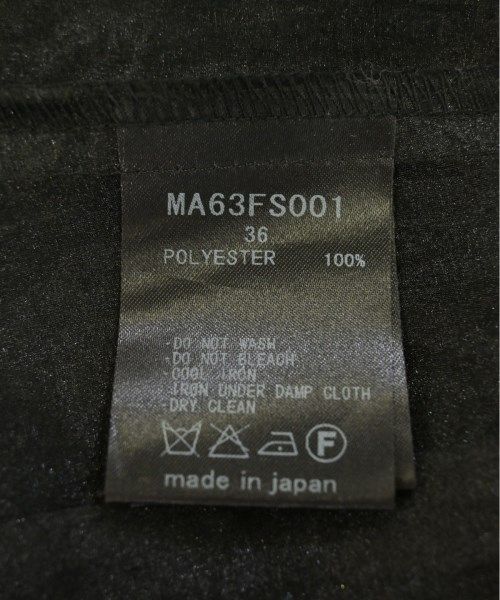 MA63FS001
36
POLYESTER 100%
-DO NOT WASH
-DO NOT BLEACH
-COOL IRON
-IRON UNDER DAMP CLOTH
-DRY CLEAN
F
made in japan